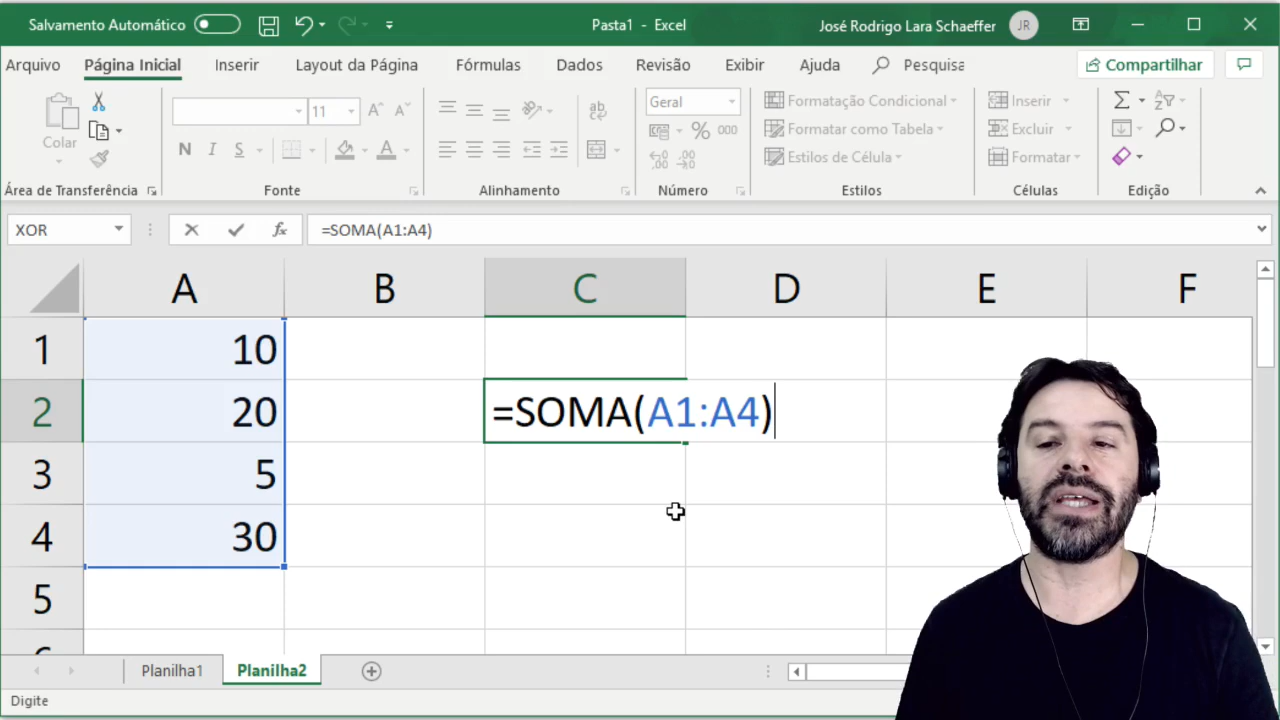 Salvamento Automático
Pasta1 - Excel
José Rodrigo Lara Schaeffer
JR
Arquivo Página Inicial Inserir Layout da Página Fórmulas Dados Revisão Exibir Ajuda Pesquisa
Compartilhar
11
Geral
Formatação Condicional
Inserir
Σ
Colar
ab
% 000
Formatar como Tabela
Excluir
N I S
A
Estilos de Célula
Formatar
Área de Transferência
Fonte
Alinhamento
Número
Estilos
Células
Edição
XOR
fx
=SOMA(A1:A4)
A B C D E F
1 10
2 20 =SOMA(A1:A4)
3 5
4 30
5
Planilha1 Planilha2
Digite